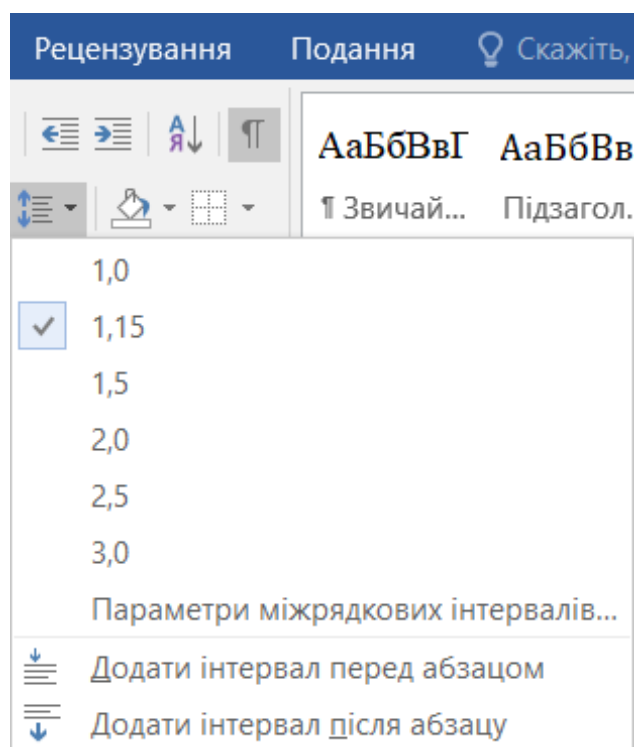 Рецензування Подання Скажіть,
А
Я
¶
АаБбВвГ АаБбВв
¶ Звичай... Підзагол.
1,0
1,15
1,5
2,0
2,5
3,0
Параметри міжрядкових інтервалів...
Додати інтервал перед абзацом
Додати інтервал після абзацу